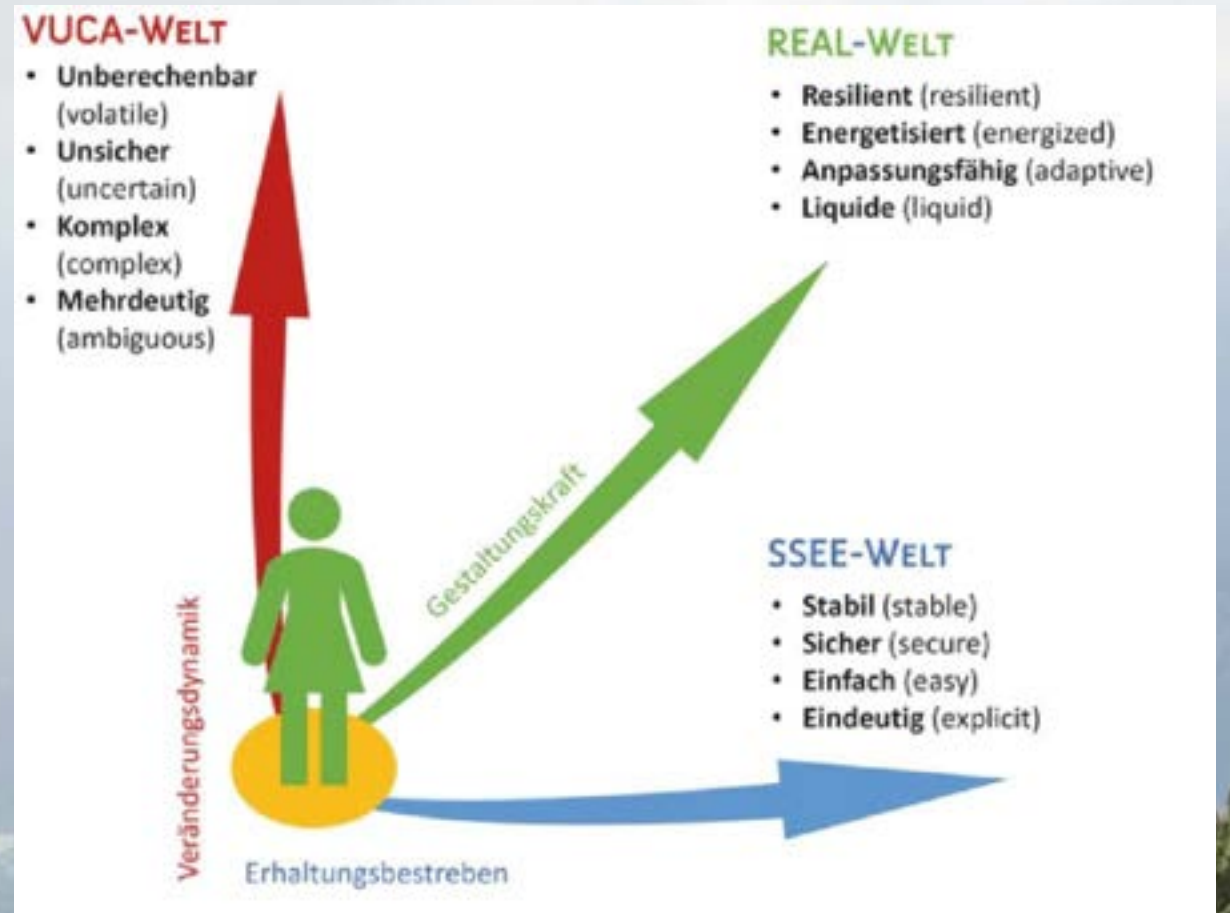 VUCA-WELT
• Unberechenbar
(volatile)
• Unsicher
(uncertain)
• Komplex
(complex)
• Mehrdeutig
(ambiguous)
REAL-WELT
• Resilient (resilient)
• Energetisiert (energized)
• Anpassungsfähig (adaptive)
• Liquide (liquid)
Gestaltungskraft
SSEE-WELT
• Stabil (stable)
• Sicher (secure)
• Einfach (easy)
• Eindeutig (explicit)
Veränderungsdynamik
Erhaltungsbestreben